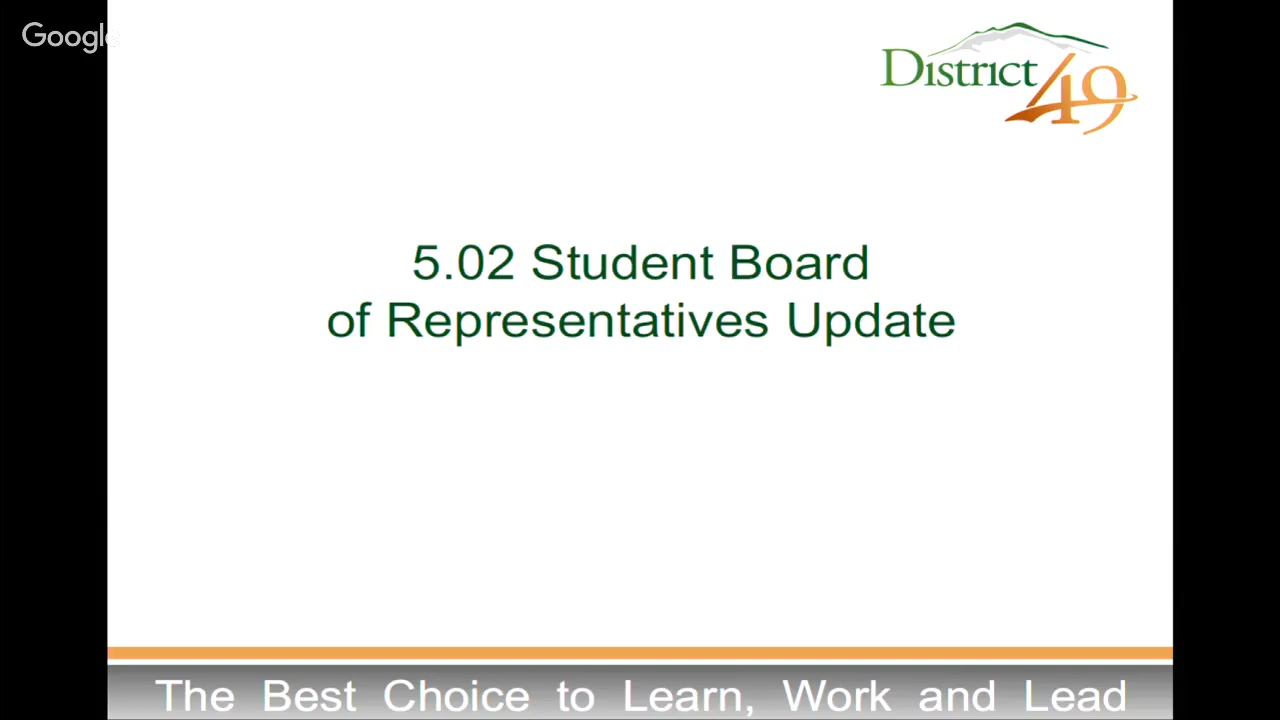 Google
District 49
5.02 Student Board
of Representatives Update
The Best Choice to Learn, Work and Lead